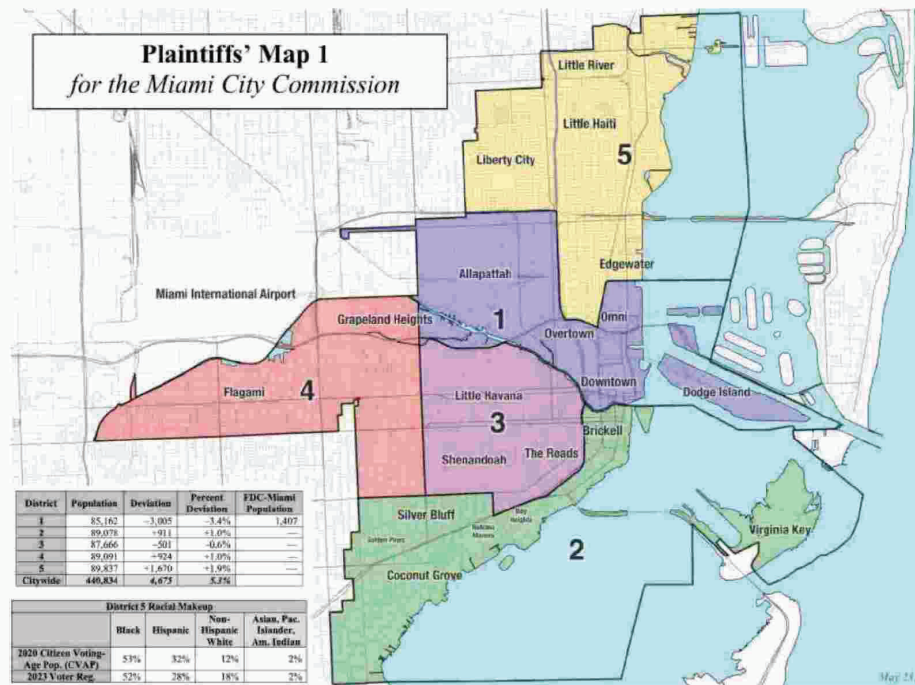 Plaintiffs' Map 1
for the Miami City Commission
Little River
Little Haiti
5
Liberty City
Edgewater
Allapattah
Miami International Airport
Grapeland Heights
1
Omni
Overtown
Flagami
4
Downtown
Dodge Island
Little Havana
3
Brickell
Shenandoah
The Roads
Silver Bluff
Bay
Heights
Golden Pines
Natoma
Manors
Virginia Key
2
Coconut Grove
District Population Deviation Percent Deviation FDC-Miami Population
1 85,162 −3,005 −3.4% 1,407
2 89,078 +911 +1.0% —
3 87,666 −501 −0.6% —
4 89,091 +924 +1.0% —
5 89,837 +1,670 +1.9% —
Citywide 440,834 4,675 5.3%
District 5 Racial Makeup
Black Hispanic Non-Hispanic White Asian, Pac. Islander, Am. Indian
2020 Citizen Voting-Age Pop. (CVAP) 53% 32% 12% 2%
2023 Voter Reg. 52% 28% 18% 2%